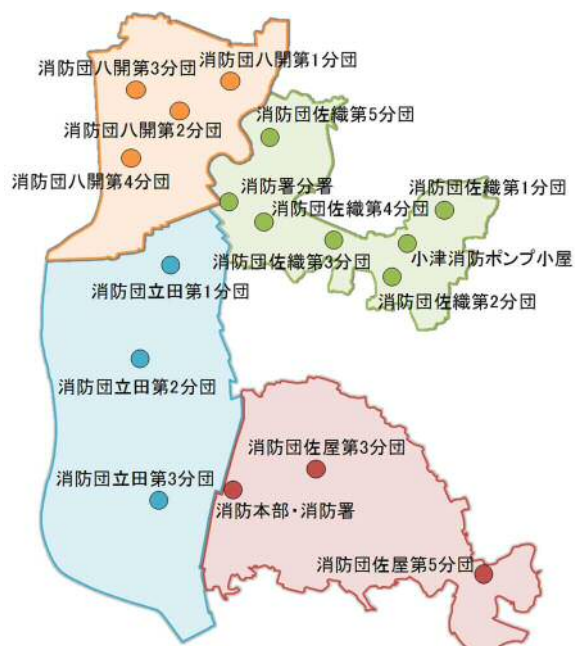 消防団八開第1分団
消防団八開第3分団
消防団佐織第5分団
消防団八開第2分団
消防団八開第4分団
消防署分署
消防団佐織第1分団
消防団佐織第4分団
消防団佐織第3分団
小津消防ポンプ小屋
消防団立田第1分団
消防団佐織第2分団
消防団立田第2分団
消防団佐屋第3分団
消防団立田第3分団
消防本部・消防署
消防団佐屋第5分団